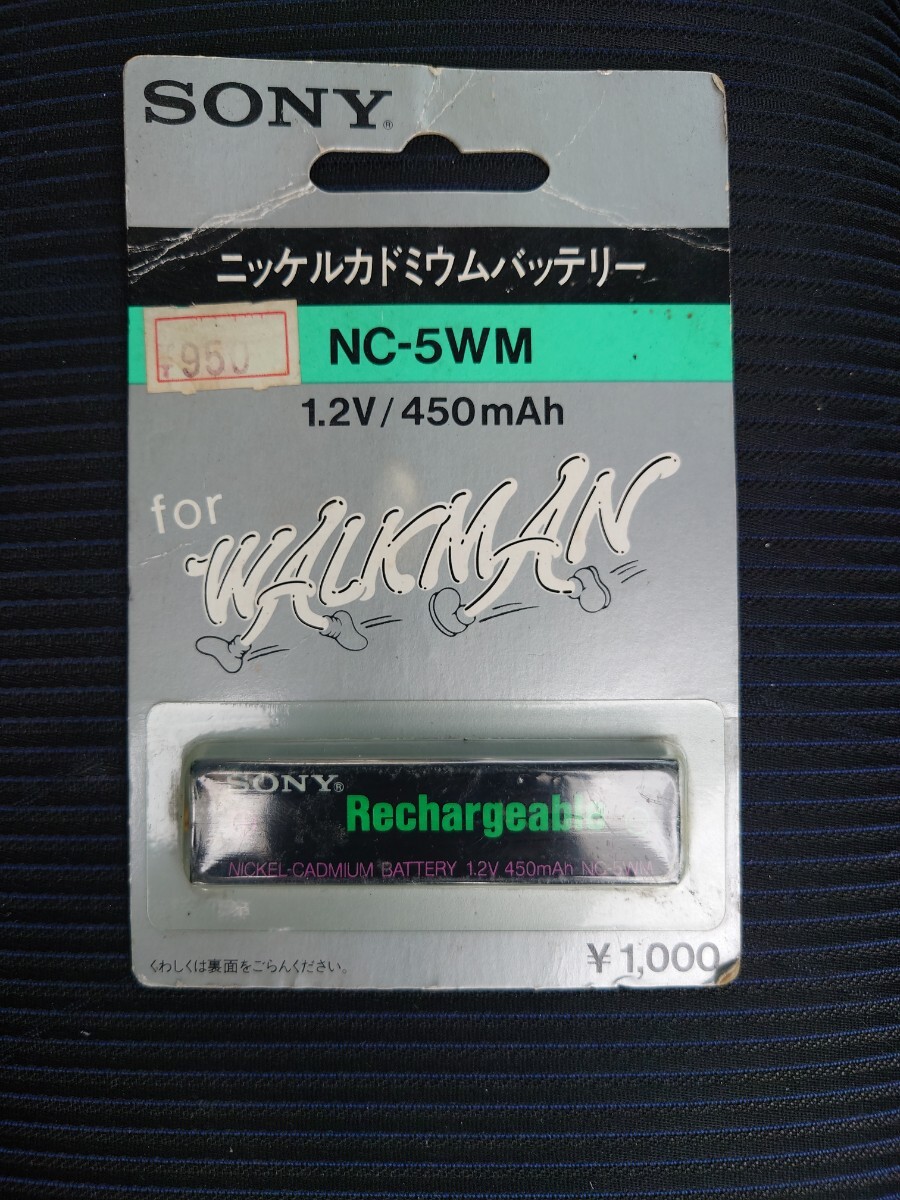 SONY®
ニッケルカドミウムバッテリー
¥950
NC-5WM
1.2V/450mAh
for
WALKMAN
SONY®
Rechargeable
NICKEL-CADMIUM BATTERY 1.2V 450mAh NC-5WM
くわしくは裏面をごらんください。
¥1,000